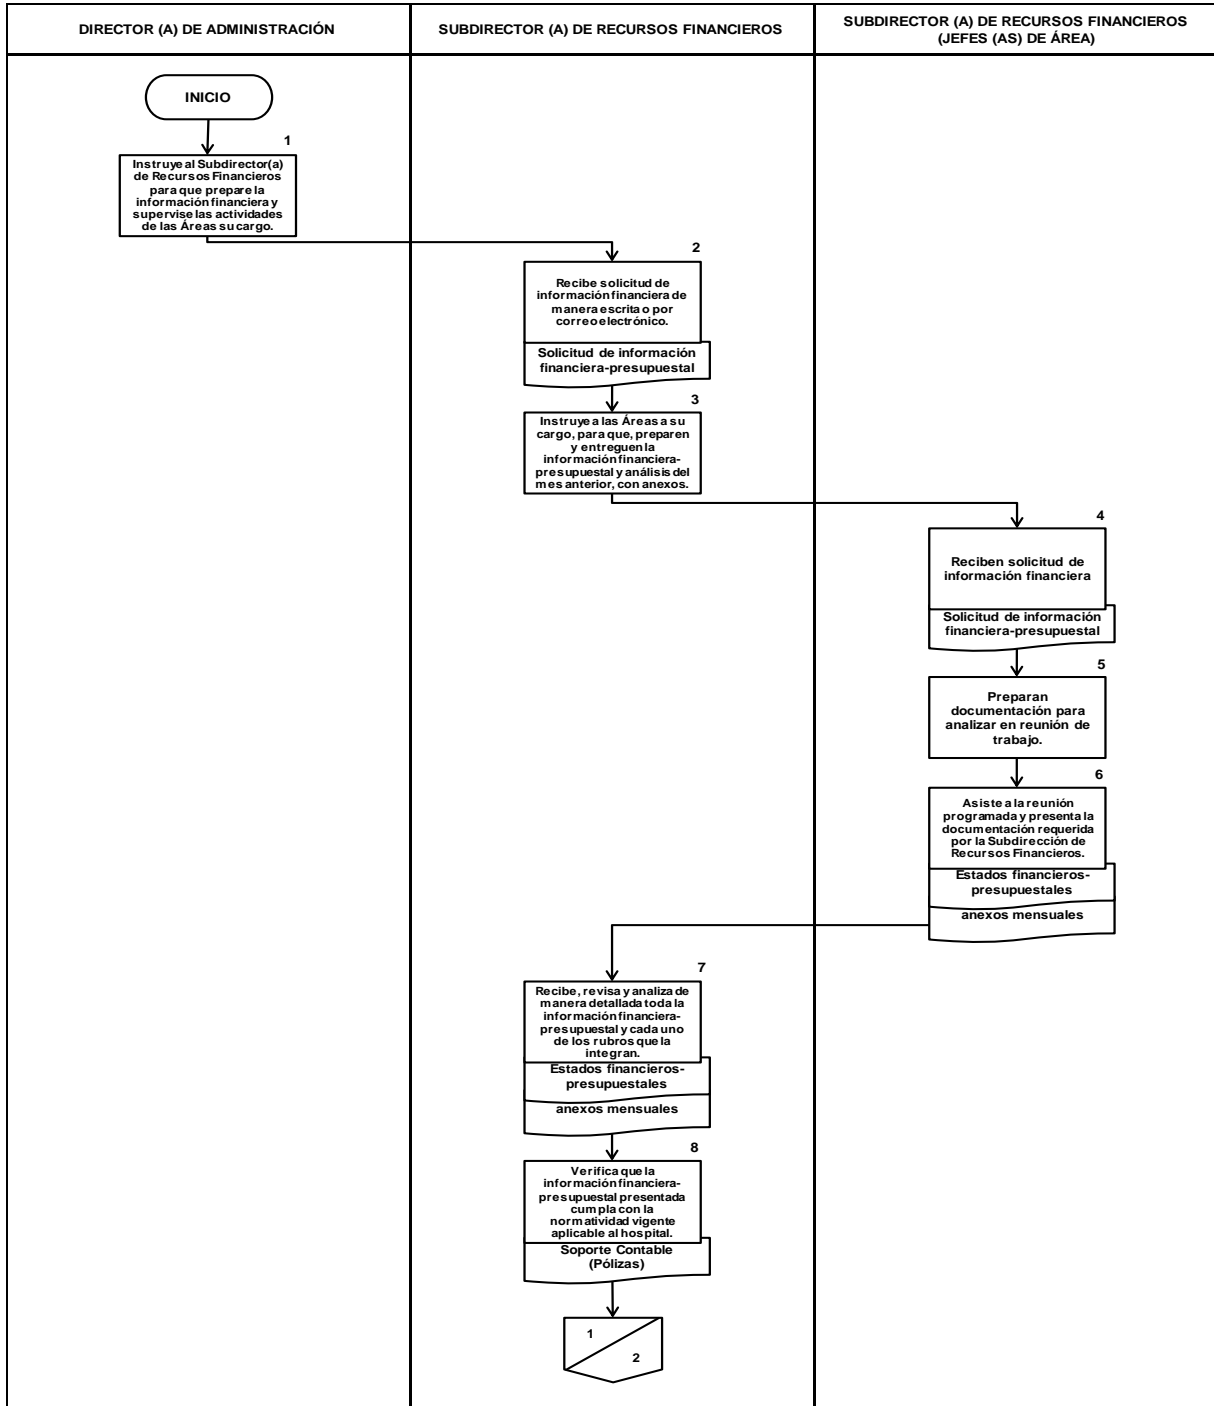 DIRECTOR (A) DE ADMINISTRACIÓN
SUBDIRECTOR (A) DE RECURSOS FINANCIEROS
SUBDIRECTOR (A) DE RECURSOS FINANCIEROS
(JEFES (AS) DE ÁREA)
INICIO
1
Instruye al Subdirector(a)
de Recursos Financieros
para que prepare la
información financiera y
supervise las actividades
de las Áreas su cargo.
2
Recibe solicitud de
información financiera de
manera escrita o por
correo electrónico.
Solicitud de información
financiera-presupuestal
3
Instruye a las Áreas a su
cargo, para que, preparen
y entreguen la
información financiera-
presupuestal y análisis del
mes anterior, con anexos.
4
Reciben solicitud de
información financiera
Solicitud de información
financiera-presupuestal
5
Preparan
documentación para
analizar en reunión de
trabajo.
6
Asiste a la reunión
programada y presenta la
documentación requerida
por la Subdirección de
Recursos Financieros.
Estados financieros-
presupuestales
anexos mensuales
7
Recibe, revisa y analiza de
manera detallada toda la
información financiera-
presupuestal y cada uno
de los rubros que la
integran.
Estados financieros-
presupuestales
anexos mensuales
8
Verifica que la
información financiera-
presupuestal presentada
cumpla con la
normatividad vigente
aplicable al hospital.
Soporte Contable
(Pólizas)
1
2